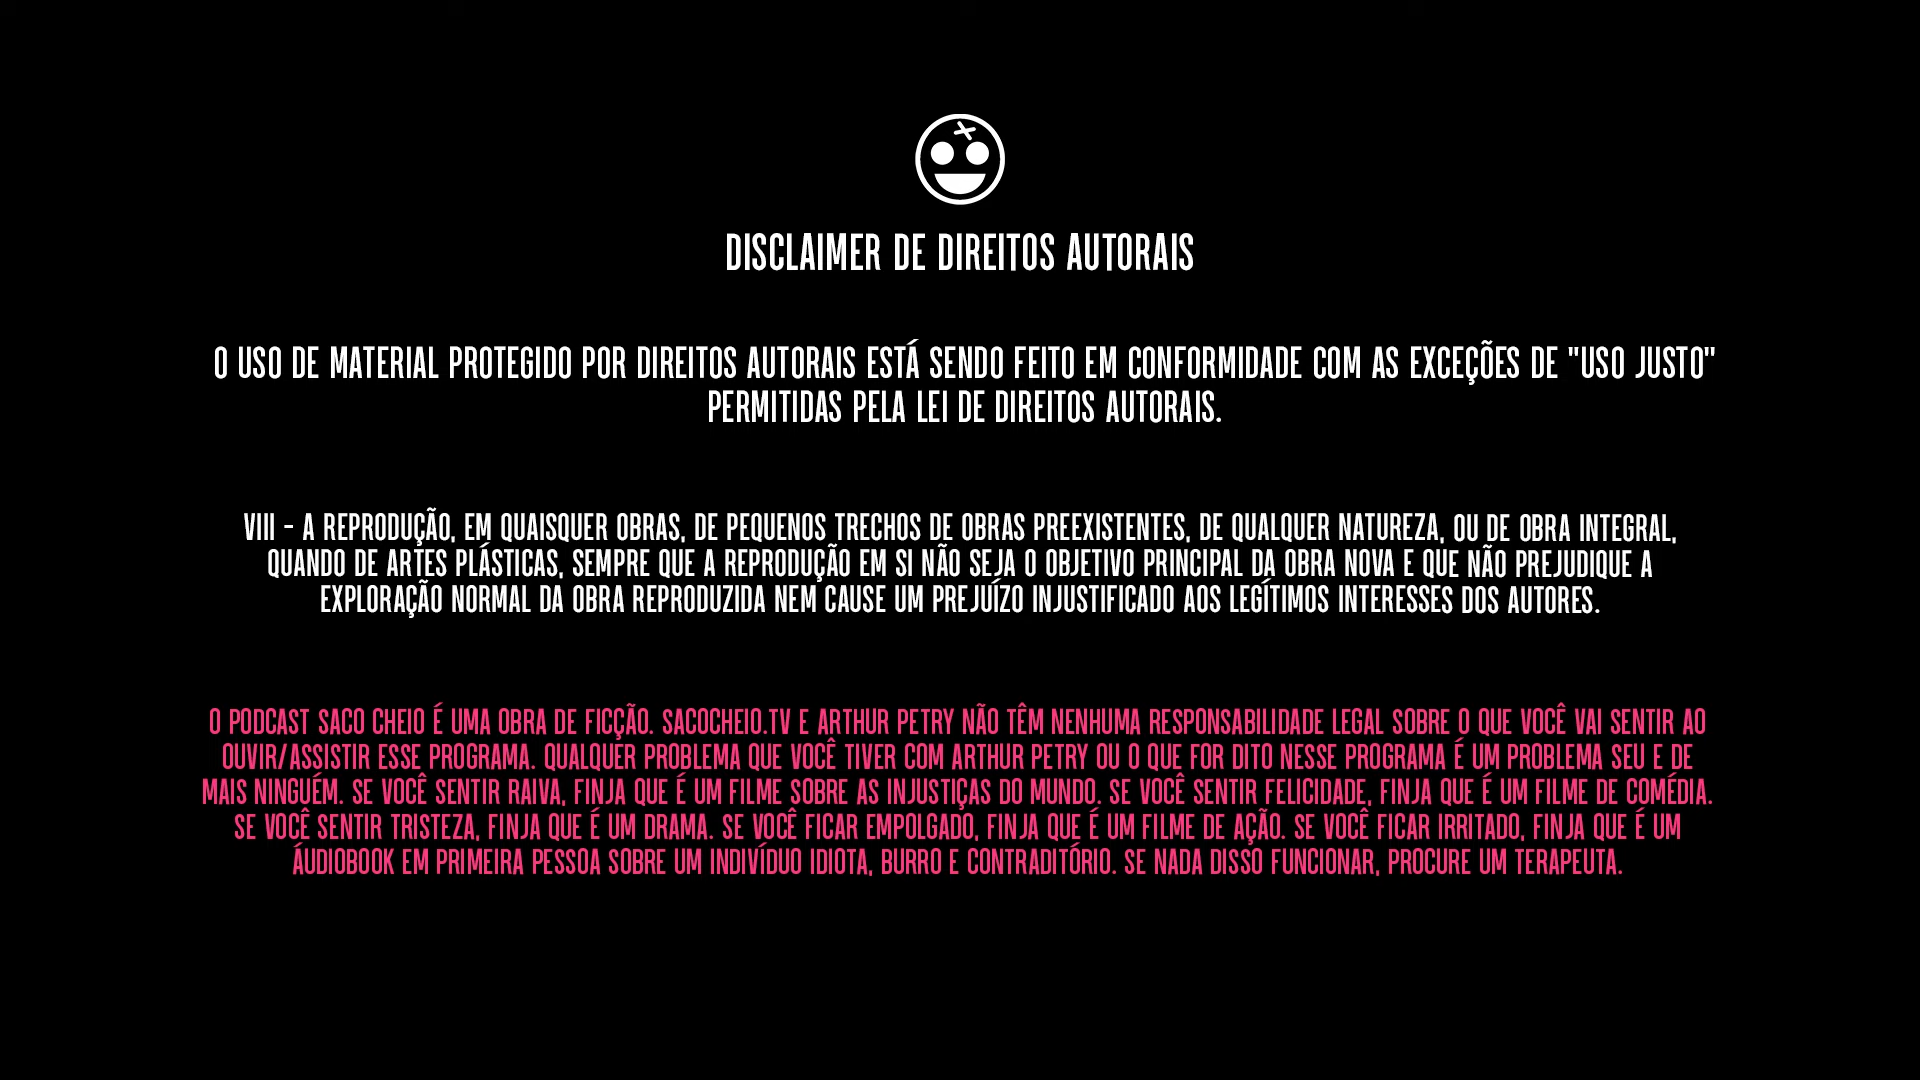 DISCLAIMER DE DIREITOS AUTORAIS
O USO DE MATERIAL PROTEGIDO POR DIREITOS AUTORAIS ESTÁ SENDO FEITO EM CONFORMIDADE COM AS EXCEÇÕES DE "USO JUSTO"
PERMITIDAS PELA LEI DE DIREITOS AUTORAIS.
VIII - A REPRODUÇÃO, EM QUAISQUER OBRAS, DE PEQUENOS TRECHOS DE OBRAS PREEXISTENTES, DE QUALQUER NATUREZA, OU DE OBRA INTEGRAL,
QUANDO DE ARTES PLÁSTICAS, SEMPRE QUE A REPRODUÇÃO EM SI NÃO SEJA O OBJETIVO PRINCIPAL DA OBRA NOVA E QUE NÃO PREJUDIQUE A
EXPLORAÇÃO NORMAL DA OBRA REPRODUZIDA NEM CAUSE UM PREJUÍZO INJUSTIFICADO AOS LEGÍTIMOS INTERESSES DOS AUTORES.
O PODCAST SACO CHEIO É UMA OBRA DE FICÇÃO. SACOCHEIO.TV E ARTHUR PETRY NÃO TÊM NENHUMA RESPONSABILIDADE LEGAL SOBRE O QUE VOCÊ VAI SENTIR AO
OUVIR/ASSISTIR ESSE PROGRAMA. QUALQUER PROBLEMA QUE VOCÊ TIVER COM ARTHUR PETRY OU O QUE FOR DITO NESSE PROGRAMA É UM PROBLEMA SEU E DE
MAIS NINGUÉM. SE VOCÊ SENTIR RAIVA, FINJA QUE É UM FILME SOBRE AS INJUSTIÇAS DO MUNDO. SE VOCÊ SENTIR FELICIDADE, FINJA QUE É UM FILME DE COMÉDIA.
SE VOCÊ SENTIR TRISTEZA, FINJA QUE É UM DRAMA. SE VOCÊ FICAR EMPOLGADO, FINJA QUE É UM FILME DE AÇÃO. SE VOCÊ FICAR IRRITADO, FINJA QUE É UM
ÁUDIOBOOK EM PRIMEIRA PESSOA SOBRE UM INDIVÍDUO IDIOTA, BURRO E CONTRADITÓRIO. SE NADA DISSO FUNCIONAR, PROCURE UM TERAPEUTA.